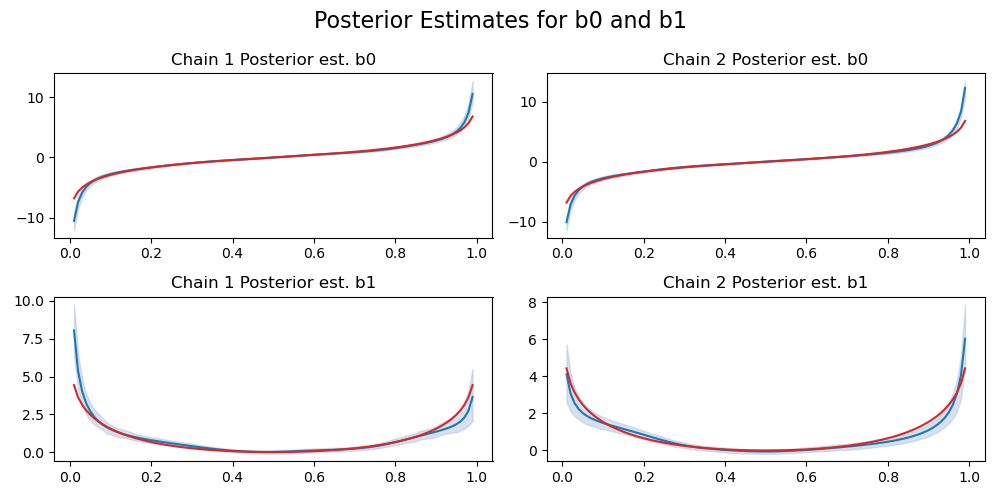 Posterior Estimates for b0 and b1
Chain 1 Posterior est. b0
10
0
−10
0.0 0.2 0.4 0.6 0.8 1.0
Chain 2 Posterior est. b0
10
0
−10
0.0 0.2 0.4 0.6 0.8 1.0
Chain 1 Posterior est. b1
10.0
7.5
5.0
2.5
0.0
0.0 0.2 0.4 0.6 0.8 1.0
Chain 2 Posterior est. b1
8
6
4
2
0
0.0 0.2 0.4 0.6 0.8 1.0